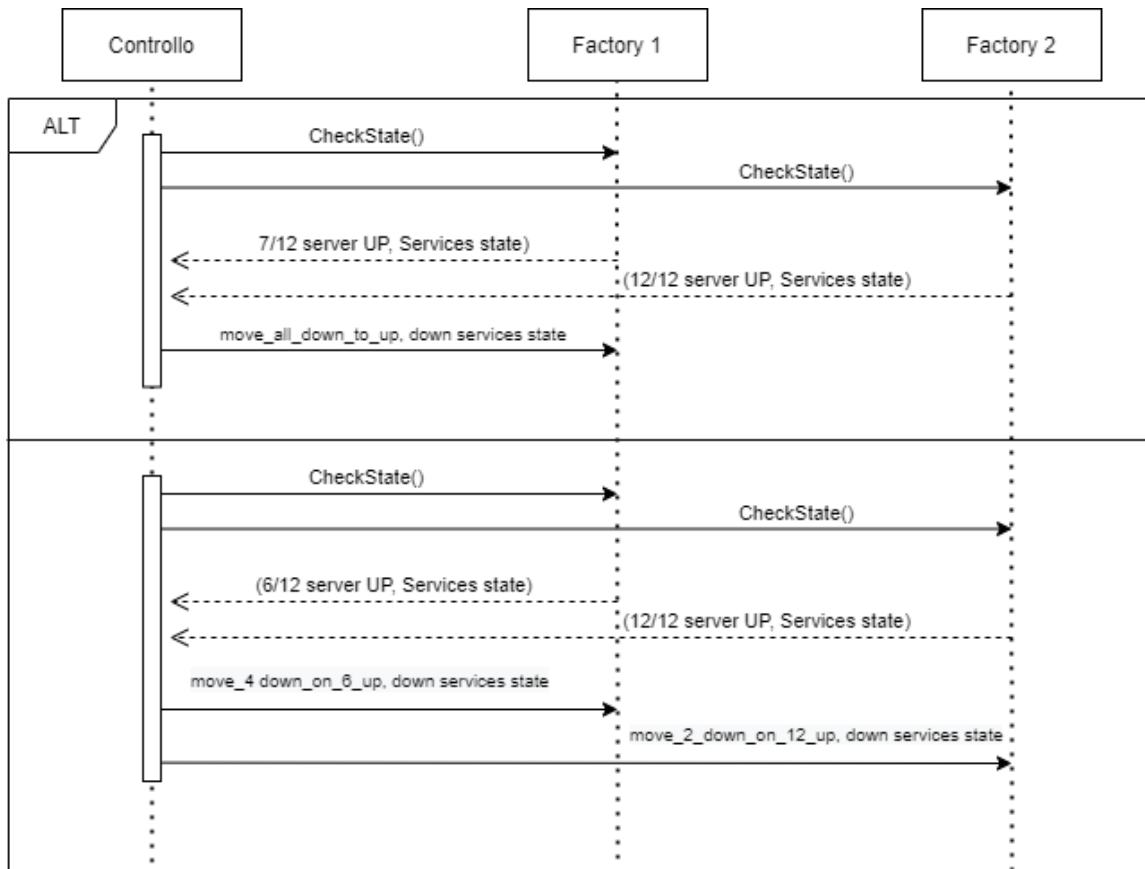 Controllo
Factory 1
Factory 2
ALT
CheckState()
CheckState()
7/12 server UP, Services state)
(12/12 server UP, Services state)
move_all_down_to_up, down services state
CheckState()
CheckState()
(6/12 server UP, Services state)
(12/12 server UP, Services state)
move_4 down_on_6_up, down services state
move_2_down_on_12_up, down services state